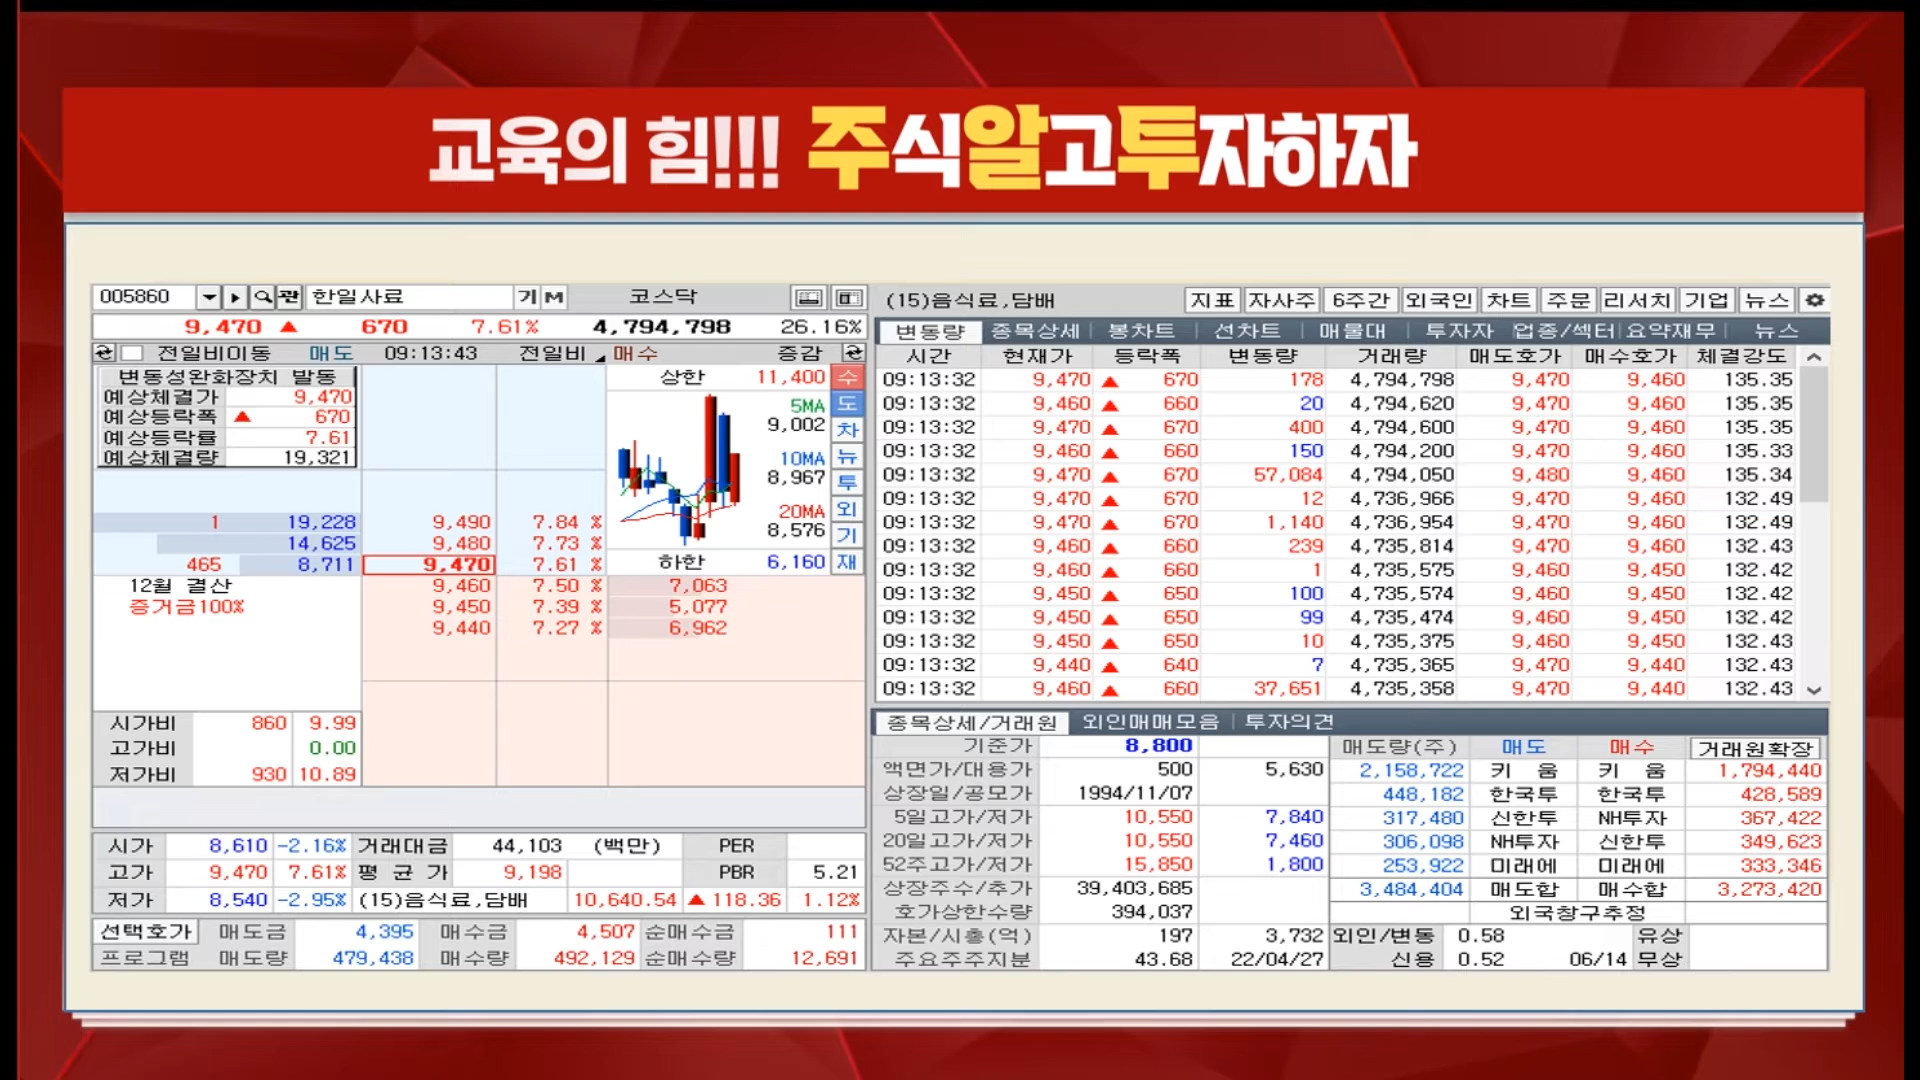 교육의 힘!!! 주식알고투자하자
005860 관 한일사료 기 M 코스닥
9,470 ▲ 670 7.61% 4,794,798 26.16%
전일비이동 매도 09:13:43 전일비 매수 증감
변동성완화장치 발동
예상체결가 9,470
예상등락폭 ▲ 670
예상등락률 7.61
예상체결량 19,321
상한 11,400 수
5MA 도
9,002 차
10MA 뉴
8,967 투
20MA 외
8,576 기
하한 6,160 재
1 19,228 9,490 7.84 %
14,625 9,480 7.73 %
465 8,711 9,470 7.61 %
12월 결산 9,460 7.50 % 7,063
증거금100% 9,450 7.39 % 5,077
9,440 7.27 % 6,962
시가비 860 9.99
고가비 0.00
저가비 930 10.89
시가 8,610 -2.16% 거래대금 44,103 (백만) PER
고가 9,470 7.61% 평 균 가 9,198 PBR 5.21
저가 8,540 -2.95% (15)음식료,담배 10,640.54 ▲ 118.36 1.12%
선택호가 매도금 4,395 매수금 4,507 순매수금 111
프로그램 매도량 479,438 매수량 492,129 순매수량 12,691
(15)음식료,담배 지표 자사주 6주간 외국인 차트 주문 리서치 기업 뉴스
변동량 종목상세 봉차트 선차트 매물대 투자자 업종/섹터 요약재무 뉴스
시간 현재가 등락폭 변동량 거래량 매도호가 매수호가 체결강도
09:13:32 9,470 ▲ 670 178 4,794,798 9,470 9,460 135.35
09:13:32 9,460 ▲ 660 20 4,794,620 9,470 9,460 135.35
09:13:32 9,470 ▲ 670 400 4,794,600 9,470 9,460 135.35
09:13:32 9,460 ▲ 660 150 4,794,200 9,470 9,460 135.33
09:13:32 9,470 ▲ 670 57,084 4,794,050 9,480 9,460 135.34
09:13:32 9,470 ▲ 670 12 4,736,966 9,470 9,460 132.49
09:13:32 9,470 ▲ 670 1,140 4,736,954 9,470 9,460 132.49
09:13:32 9,460 ▲ 660 239 4,735,814 9,470 9,460 132.43
09:13:32 9,460 ▲ 660 1 4,735,575 9,460 9,450 132.42
09:13:32 9,450 ▲ 650 100 4,735,574 9,460 9,450 132.42
09:13:32 9,450 ▲ 650 99 4,735,474 9,460 9,450 132.42
09:13:32 9,450 ▲ 650 10 4,735,375 9,460 9,450 132.43
09:13:32 9,440 ▲ 640 7 4,735,365 9,470 9,440 132.43
09:13:32 9,460 ▲ 660 37,651 4,735,358 9,470 9,440 132.43
종목상세/거래원 외인매매모음 투자의견
기준가 8,800 매도량(주) 매도 매수 거래원확장
액면가/대용가 500 5,630 2,158,722 키 움 키 움 1,794,440
상장일/공모가 1994/11/07 448,182 한국투 한국투 428,589
5일고가/저가 10,550 7,840 317,480 신한투 NH투자 367,422
20일고가/저가 10,550 7,460 306,098 NH투자 신한투 349,623
52주고가/저가 15,850 1,800 253,922 미래에 미래에 333,346
상장주수/추가 39,403,685 3,484,404 매도합 매수합 3,273,420
호가상한수량 394,037 외국창구추정
자본/시총(억) 197 3,732 외인/변동 0.58 유상
주요주주지분 43.68 22/04/27 신용 0.52 06/14 무상